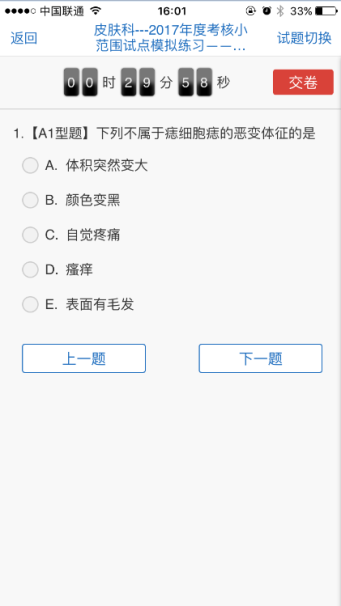 中国联通 16:01 33%
返回 皮肤科---2017年度考核小 试题切换
范围试点模拟练习－－...
00时29分58秒 交卷
1.【A1型题】下列不属于痣细胞痣的恶变体征的是
A. 体积突然变大
B. 颜色变黑
C. 自觉疼痛
D. 瘙痒
E. 表面有毛发
上一题 下一题